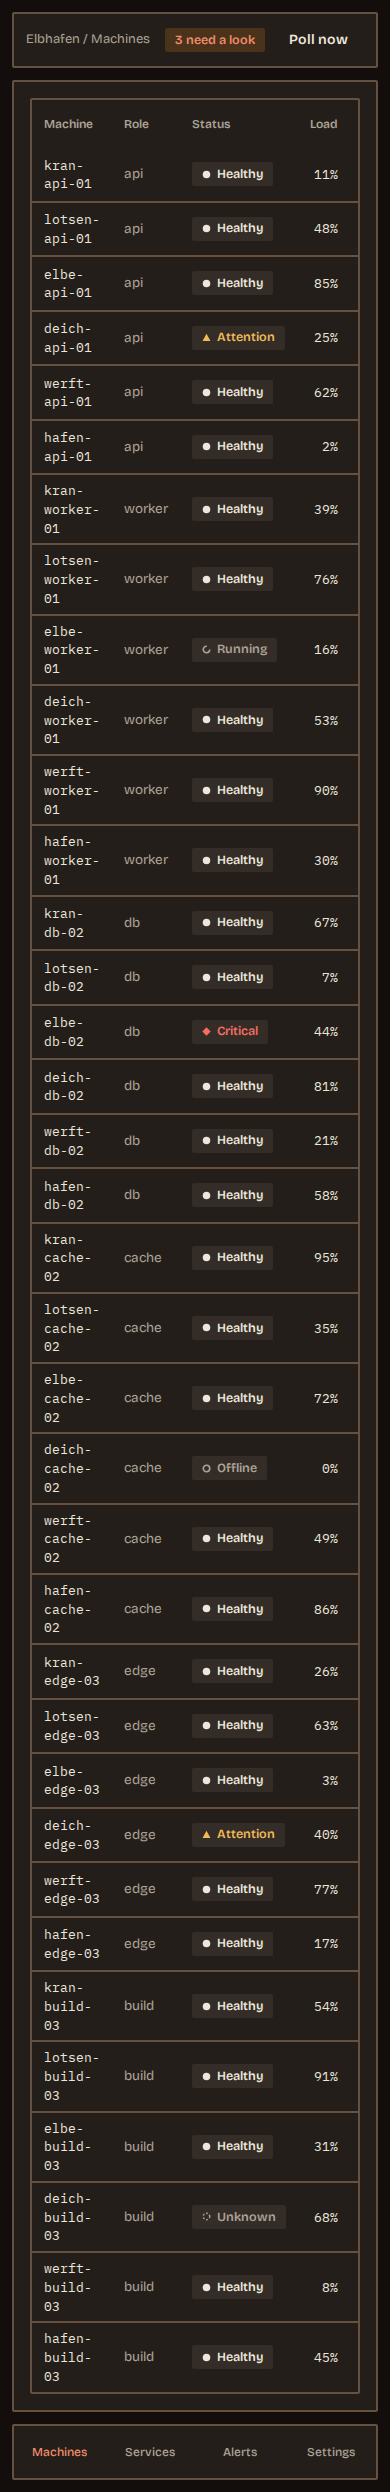 Elbhafen / Machines 3 need a look Poll now
Machine Role Status Load
kran-
api-01 api Healthy 11%
lotsen-
api-01 api Healthy 48%
elbe-
api-01 api Healthy 85%
deich-
api-01 api Attention 25%
werft-
api-01 api Healthy 62%
hafen-
api-01 api Healthy 2%
kran-
worker- worker Healthy 39%
01
lotsen-
worker- worker Healthy 76%
01
elbe-
worker- worker Running 16%
01
deich-
worker- worker Healthy 53%
01
werft-
worker- worker Healthy 90%
01
hafen-
worker- worker Healthy 30%
01
kran-
db-02 db Healthy 67%
lotsen-
db-02 db Healthy 7%
elbe-
db-02 db Critical 44%
deich-
db-02 db Healthy 81%
werft-
db-02 db Healthy 21%
hafen-
db-02 db Healthy 58%
kran-
cache- cache Healthy 95%
02
lotsen-
cache- cache Healthy 35%
02
elbe-
cache- cache Healthy 72%
02
deich-
cache- cache Offline 0%
02
werft-
cache- cache Healthy 49%
02
hafen-
cache- cache Healthy 86%
02
kran-
edge-03 edge Healthy 26%
lotsen-
edge-03 edge Healthy 63%
elbe-
edge-03 edge Healthy 3%
deich-
edge-03 edge Attention 40%
werft-
edge-03 edge Healthy 77%
hafen-
edge-03 edge Healthy 17%
kran-
build- build Healthy 54%
03
lotsen-
build- build Healthy 91%
03
elbe-
build- build Healthy 31%
03
deich-
build- build Unknown 68%
03
werft-
build- build Healthy 8%
03
hafen-
build- build Healthy 45%
03
Machines Services Alerts Settings